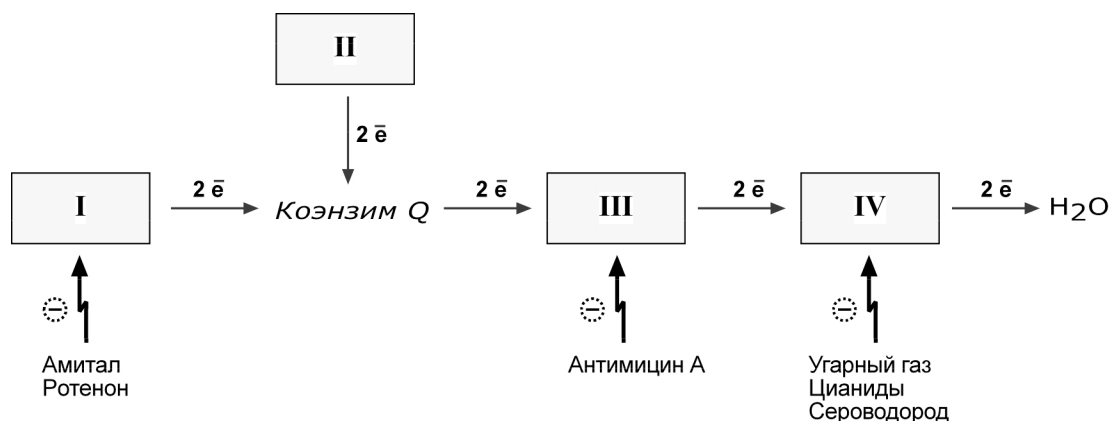 II
2 ē
I
2 ē
Коэнзим Q
2 ē
III
2 ē
IV
2 ē
H₂O
Амитал
Ротенон
Антимицин А
Угарный газ
Цианиды
Сероводород